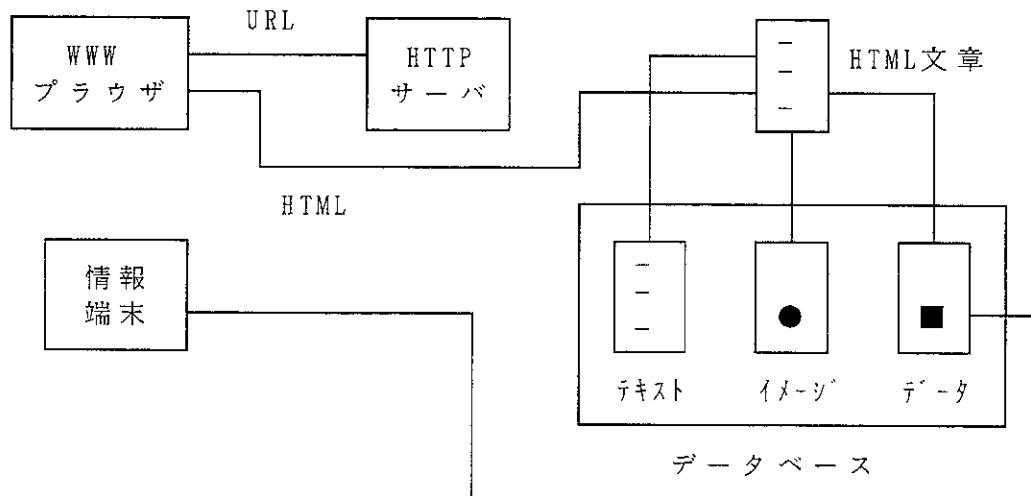 URL
WWW
プラウザ
HTTP
サーバ
HTML文章
HTML
情報
端末
テキスト
イメージ
データ
データベース